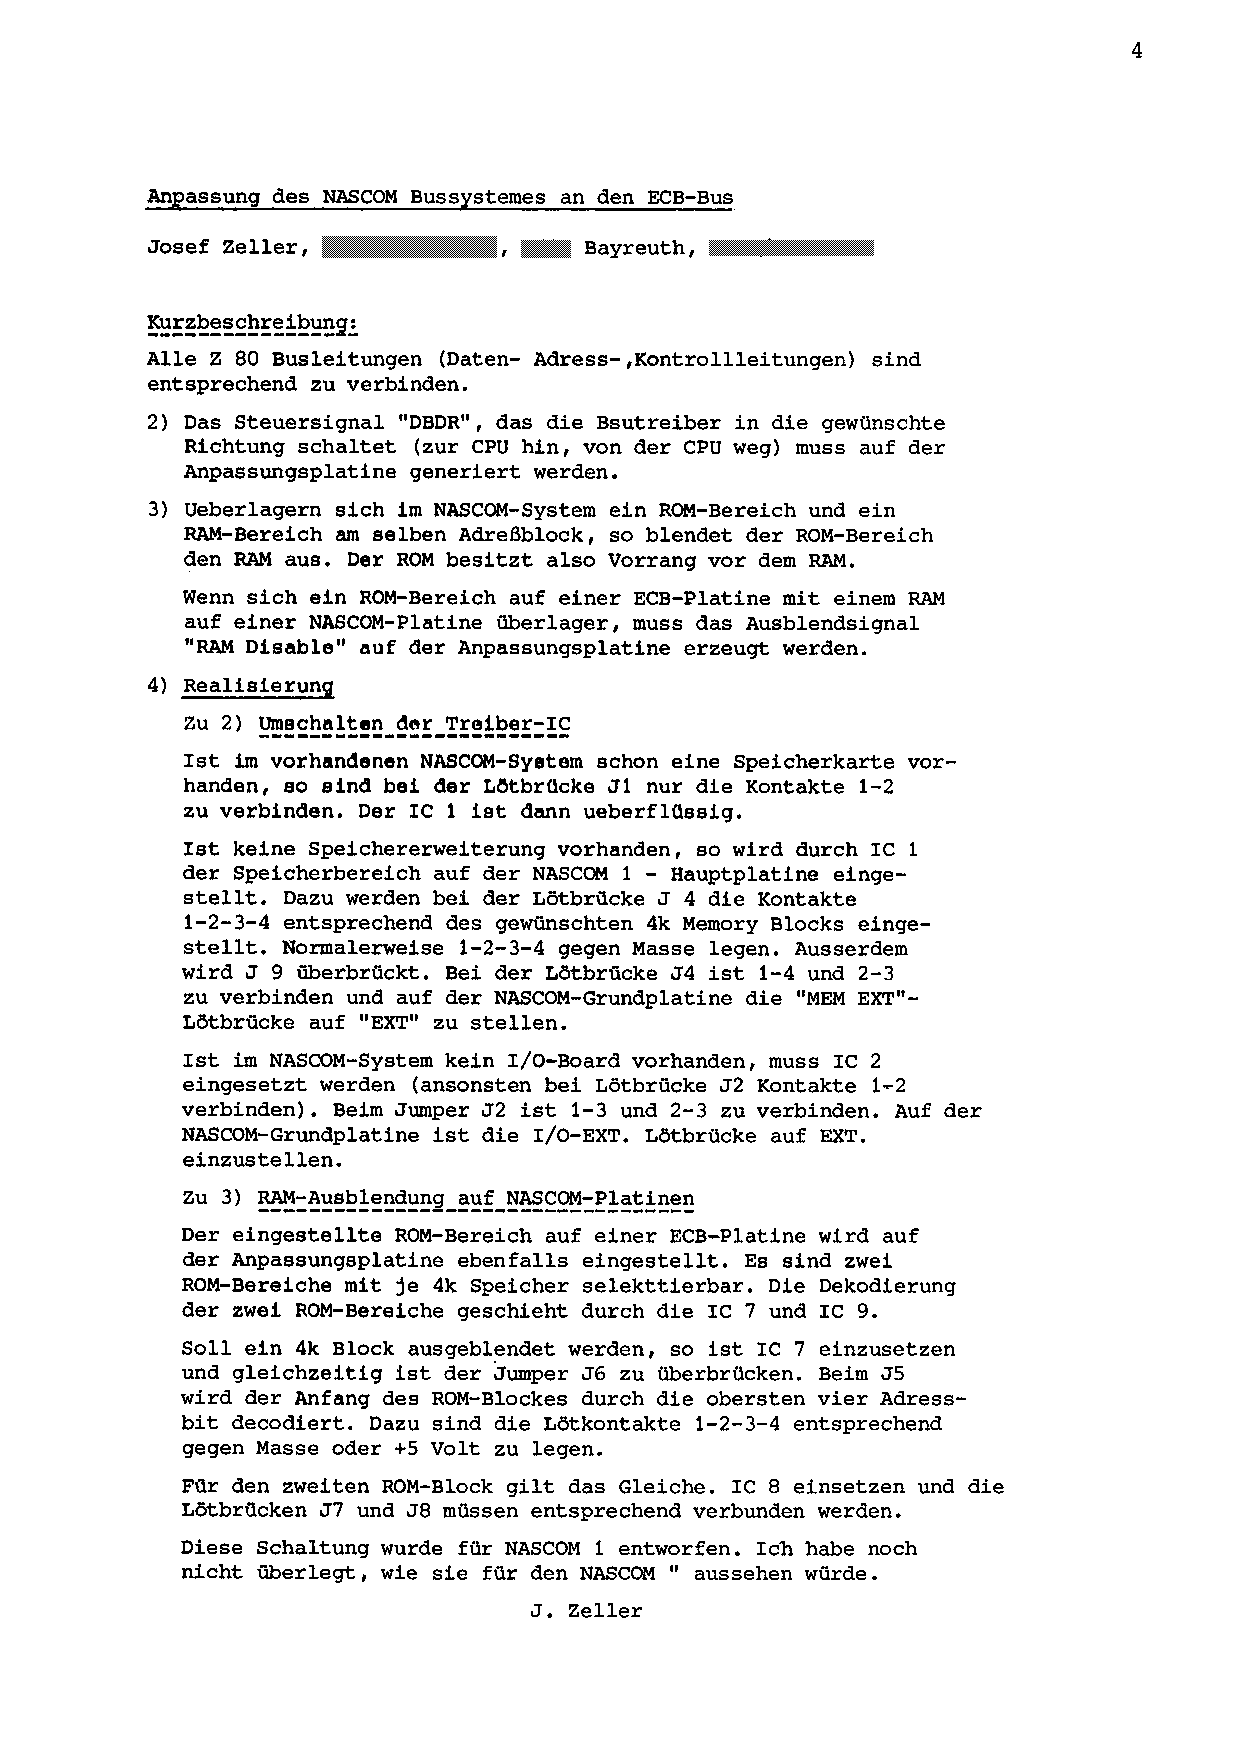 4
Anpassung des NASCOM Bussystemes an den ECB-Bus
Josef Zeller, , Bayreuth,
Kurzbeschreibung:
Alle Z 80 Busleitungen (Daten- Adress-,Kontrollleitungen) sind
entsprechend zu verbinden.
2) Das Steuersignal "DBDR", das die Bsutreiber in die gewünschte
Richtung schaltet (zur CPU hin, von der CPU weg) muss auf der
Anpassungsplatine generiert werden.
3) Ueberlagern sich im NASCOM-System ein ROM-Bereich und ein
RAM-Bereich am selben Adreßblock, so blendet der ROM-Bereich
den RAM aus. Der ROM besitzt also Vorrang vor dem RAM.
Wenn sich ein ROM-Bereich auf einer ECB-Platine mit einem RAM
auf einer NASCOM-Platine überlager, muss das Ausblendsignal
"RAM Disable" auf der Anpassungsplatine erzeugt werden.
4) Realisierung
Zu 2) Umschalten der Treiber-IC
Ist im vorhandenen NASCOM-System schon eine Speicherkarte vor-
handen, so sind bei der Lötbrücke J1 nur die Kontakte 1-2
zu verbinden. Der IC 1 ist dann ueberflüssig.
Ist keine Speichererweiterung vorhanden, so wird durch IC 1
der Speicherbereich auf der NASCOM 1 - Hauptplatine einge-
stellt. Dazu werden bei der Lötbrücke J 4 die Kontakte
1-2-3-4 entsprechend des gewünschten 4k Memory Blocks einge-
stellt. Normalerweise 1-2-3-4 gegen Masse legen. Ausserdem
wird J 9 überbrückt. Bei der Lötbrücke J4 ist 1-4 und 2-3
zu verbinden und auf der NASCOM-Grundplatine die "MEM EXT"-
Lötbrücke auf "EXT" zu stellen.
Ist im NASCOM-System kein I/O-Board vorhanden, muss IC 2
eingesetzt werden (ansonsten bei Lötbrücke J2 Kontakte 1-2
verbinden). Beim Jumper J2 ist 1-3 und 2-3 zu verbinden. Auf der
NASCOM-Grundplatine ist die I/O-EXT. Lötbrücke auf EXT.
einzustellen.
Zu 3) RAM-Ausblendung auf NASCOM-Platinen
Der eingestellte ROM-Bereich auf einer ECB-Platine wird auf
der Anpassungsplatine ebenfalls eingestellt. Es sind zwei
ROM-Bereiche mit je 4k Speicher selekttierbar. Die Dekodierung
der zwei ROM-Bereiche geschieht durch die IC 7 und IC 9.
Soll ein 4k Block ausgeblendet werden, so ist IC 7 einzusetzen
und gleichzeitig ist der Jumper J6 zu überbrücken. Beim J5
wird der Anfang des ROM-Blockes durch die obersten vier Adress-
bit decodiert. Dazu sind die Lötkontakte 1-2-3-4 entsprechend
gegen Masse oder +5 Volt zu legen.
Für den zweiten ROM-Block gilt das Gleiche. IC 8 einsetzen und die
Lötbrücken J7 und J8 müssen entsprechend verbunden werden.
Diese Schaltung wurde für NASCOM 1 entworfen. Ich habe noch
nicht überlegt, wie sie für den NASCOM " aussehen würde.
J. Zeller